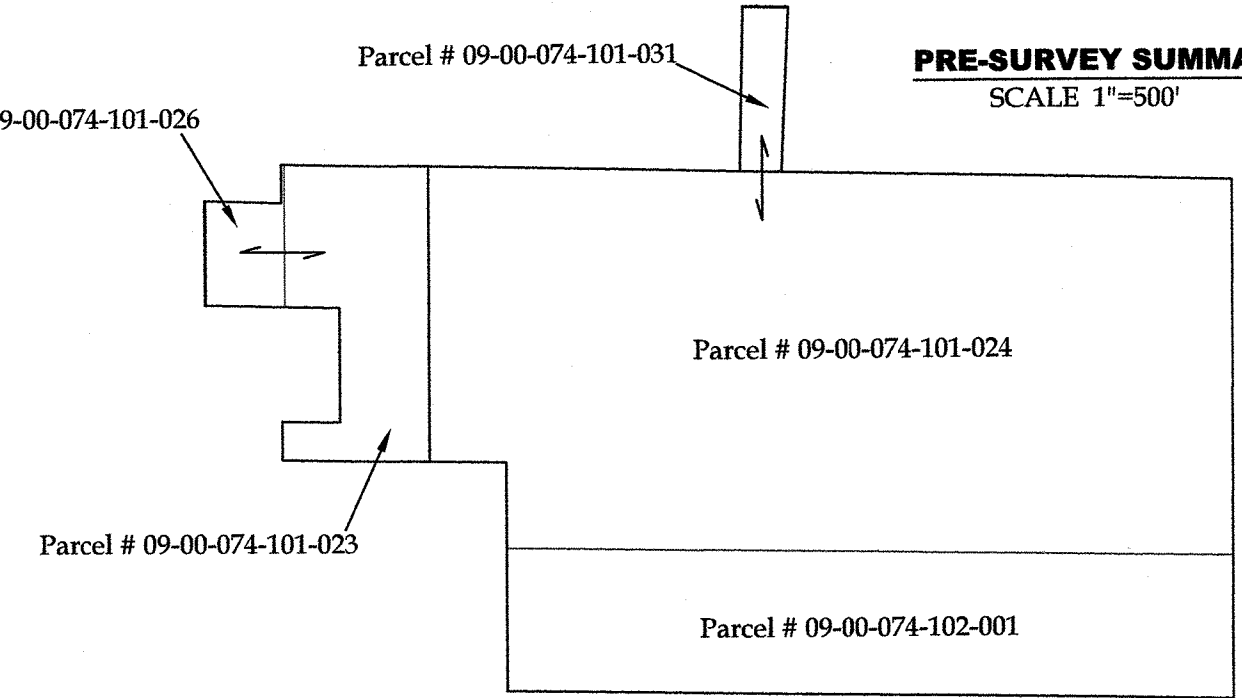 Parcel # 09-00-074-101-031
PRE-SURVEY SUMMA
SCALE 1"=500'
9-00-074-101-026
Parcel # 09-00-074-101-024
Parcel # 09-00-074-101-023
Parcel # 09-00-074-102-001